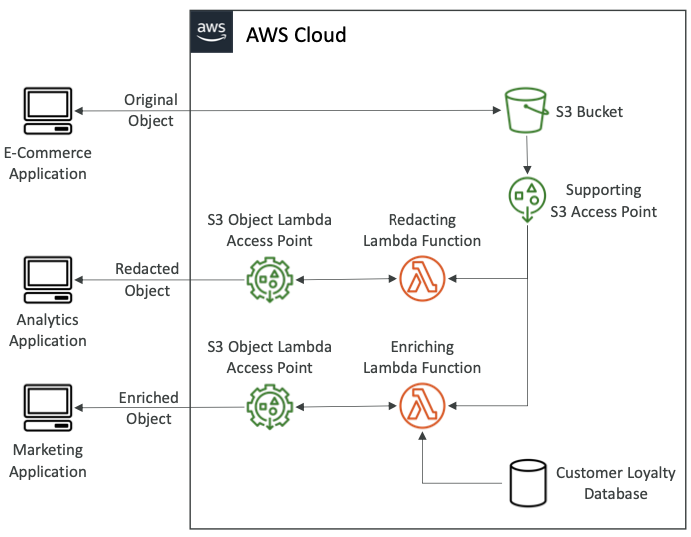 aws
AWS Cloud
Original
Object
E-Commerce
Application
S3 Bucket
Supporting
S3 Access Point
S3 Object Lambda
Access Point
Redacting
Lambda Function
Redacted
Object
Analytics
Application
S3 Object Lambda
Access Point
Enriching
Lambda Function
Enriched
Object
Marketing
Application
Customer Loyalty
Database